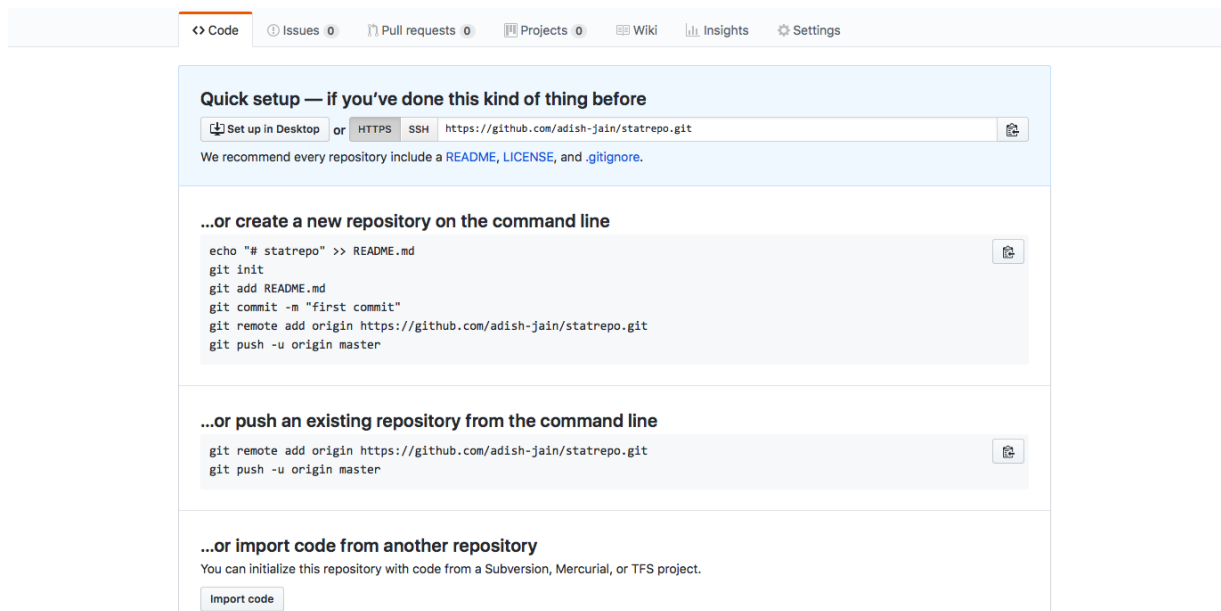 Code Issues 0 Pull requests 0 Projects 0 Wiki Insights Settings
Quick setup — if you’ve done this kind of thing before
Set up in Desktop or HTTPS SSH https://github.com/adish-jain/statrepo.git
We recommend every repository include a README, LICENSE, and .gitignore.
…or create a new repository on the command line
echo "# statrepo" >> README.md
git init
git add README.md
git commit -m "first commit"
git remote add origin https://github.com/adish-jain/statrepo.git
git push -u origin master
…or push an existing repository from the command line
git remote add origin https://github.com/adish-jain/statrepo.git
git push -u origin master
…or import code from another repository
You can initialize this repository with code from a Subversion, Mercurial, or TFS project.
Import code